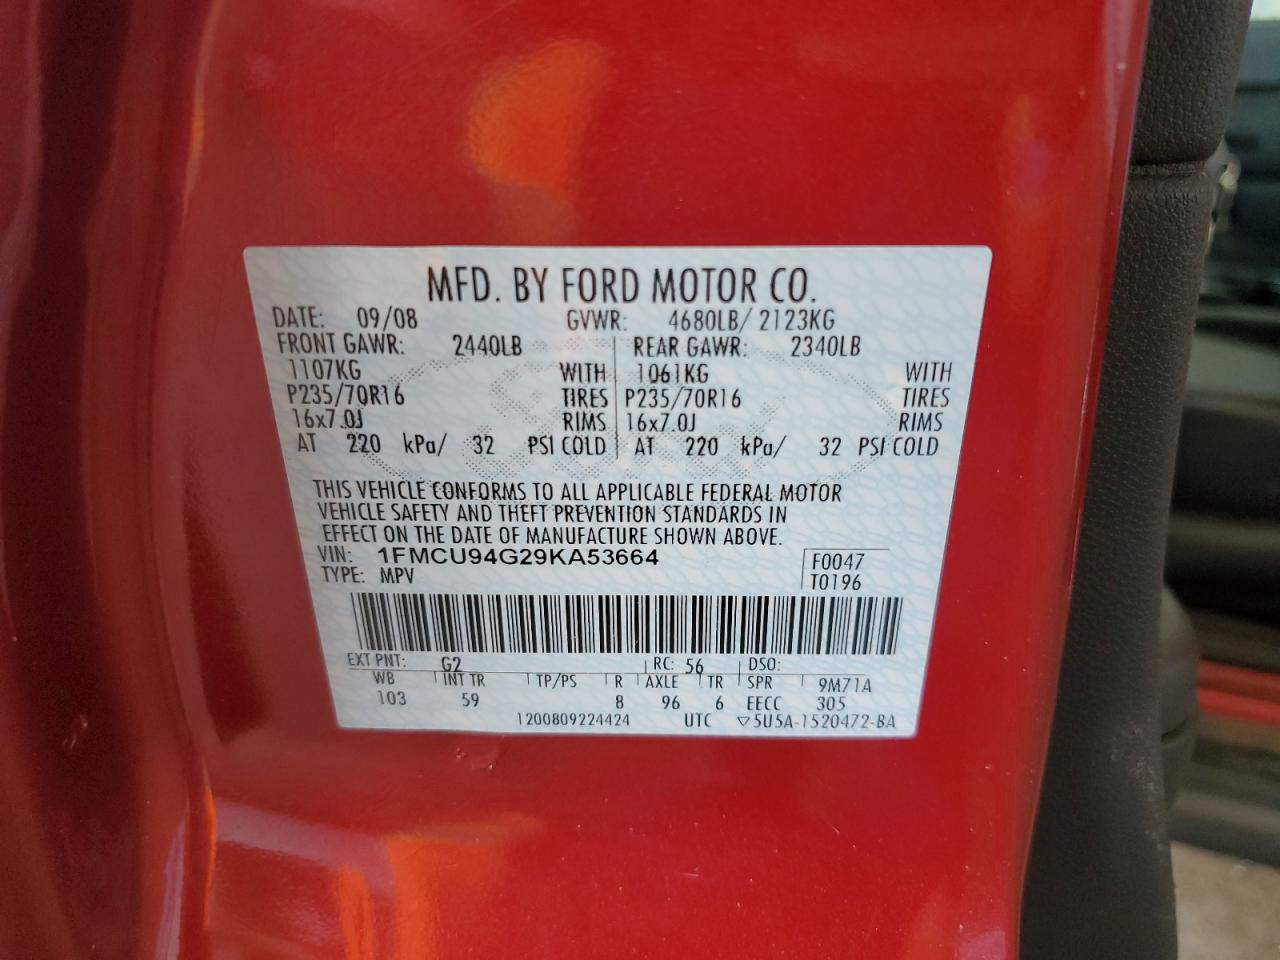 MFD. BY FORD MOTOR CO.
DATE: 09/08 GVWR: 4680LB/ 2123KG
FRONT GAWR: 2440LB REAR GAWR: 2340LB
1107KG WITH 1061KG WITH
P235/70R16 TIRES P235/70R16 TIRES
16x7.0J RIMS 16x7.0J RIMS
AT 220 kPa/ 32 PSI COLD AT 220 kPa/ 32 PSI COLD
THIS VEHICLE CONFORMS TO ALL APPLICABLE FEDERAL MOTOR
VEHICLE SAFETY AND THEFT PREVENTION STANDARDS IN
EFFECT ON THE DATE OF MANUFACTURE SHOWN ABOVE.
VIN: 1FMCU94G29KA53664 F0047
TYPE: MPV T0196
EXT PNT: G2 RC: 56 DSO:
WB INT TR TP/PS R AXLE TR SPR 9M71A
103 59 8 96 6 EECC 305
1200809224424 UTC ▽5U5A-1520472-BA